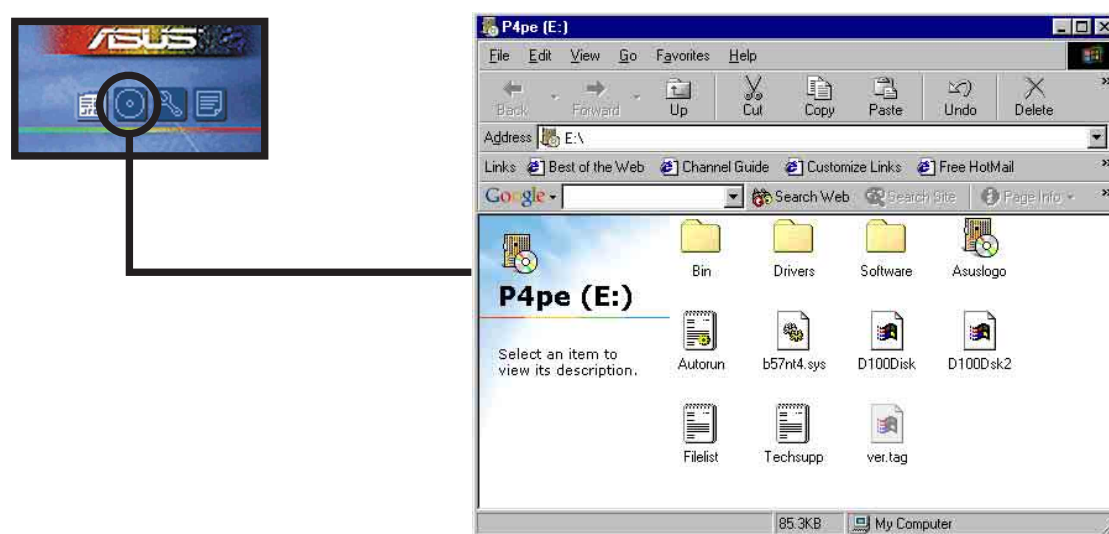 ASUS
P4pe (E:)
File Edit View Go Favorites Help
Back Forward Up Cut Copy Paste Undo Delete »
Address E:\
Links Best of the Web Channel Guide Customize Links Free HotMail »
Google Search Web Search Site Page Info »
Bin Drivers Software Asuslogo
P4pe (E:)
Select an item to
view its description.
Autorun b57nt4.sys D100Disk D100Dsk2
Filelist Techsupp ver.tag
85.3KB My Computer